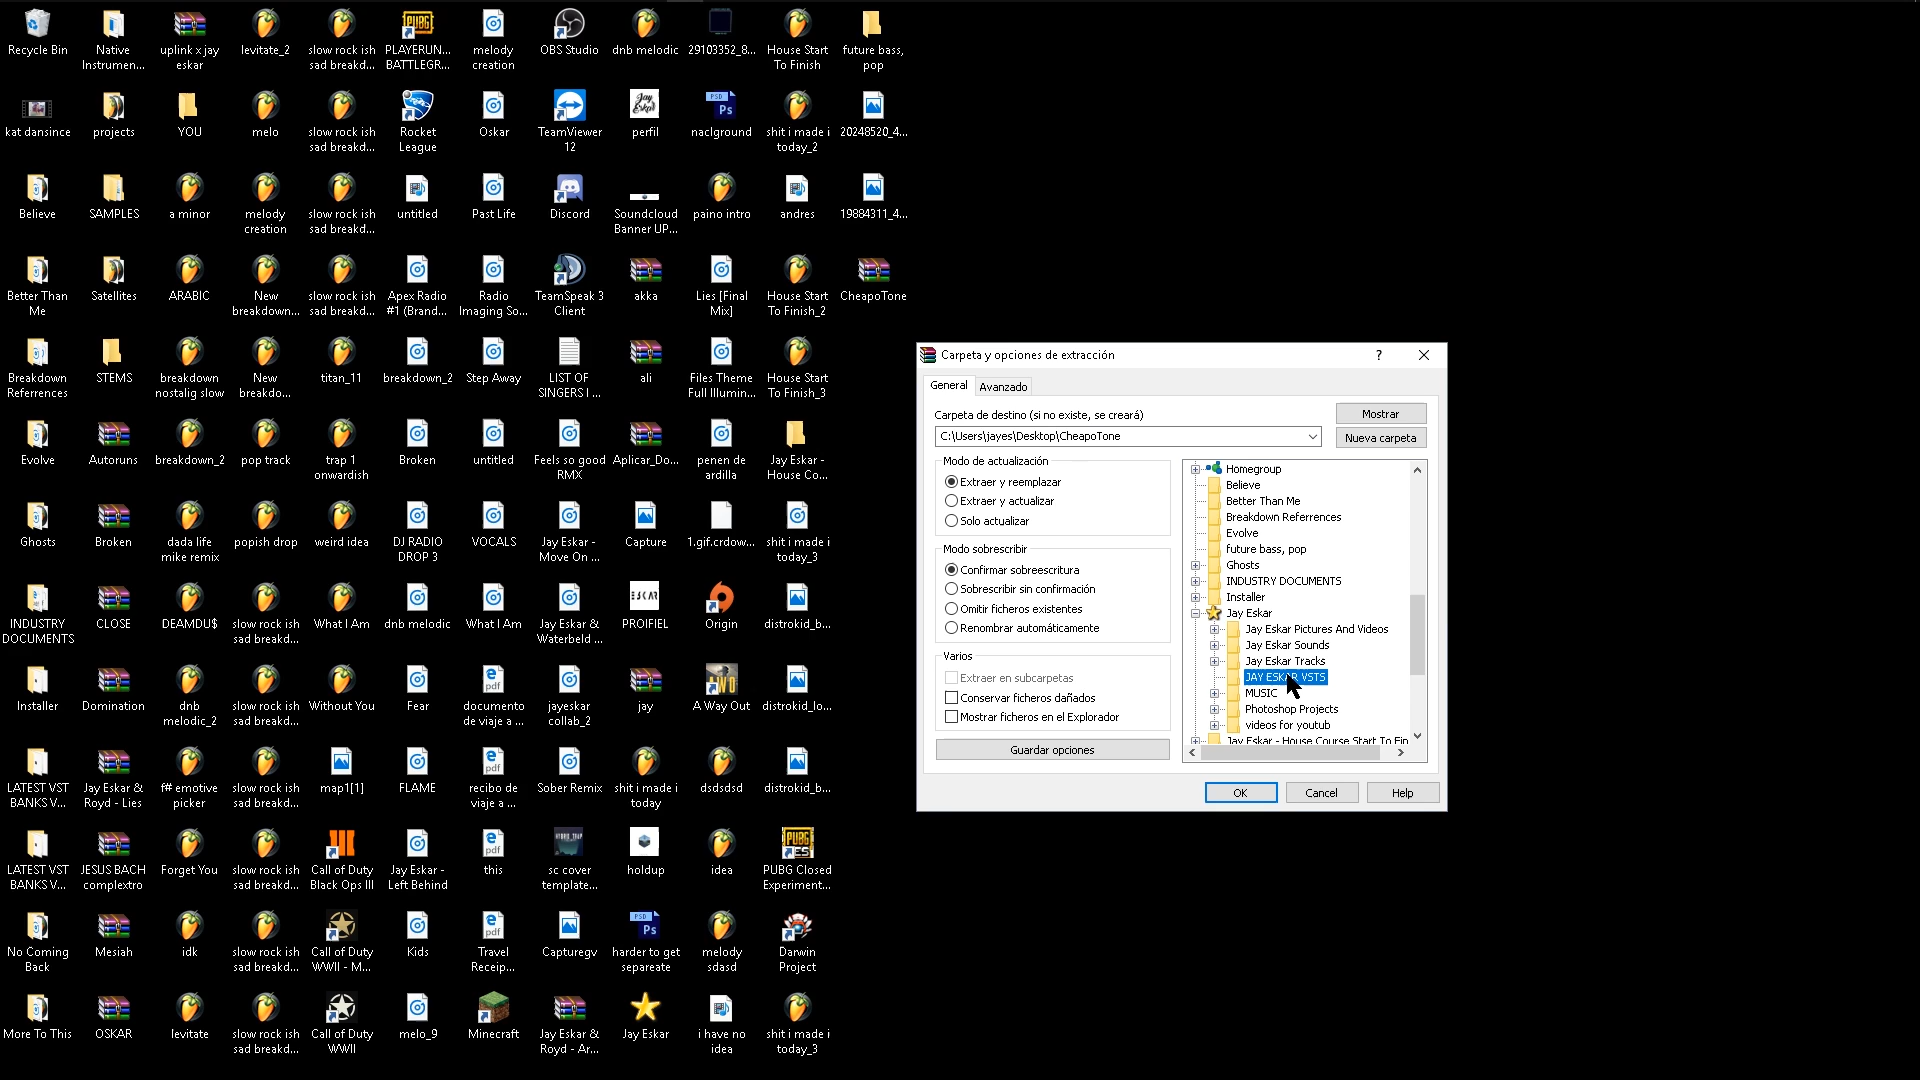 Recycle Bin
Native
Instrumen...
uplink x jay
eskar
levitate_2
slow rock ish
sad breakd...
PLAYERUN...
BATTLEGR...
melody
creation
OBS Studio
dnb melodic
29103352_8...
House Start
To Finish
future bass,
pop
kat dansince
projects
YOU
melo
slow rock ish
sad breakd...
Rocket
League
Oskar
TeamViewer
12
perfil
naclground
shit i made i
today_2
20248520_4...
Believe
SAMPLES
a minor
melody
creation
slow rock ish
sad breakd...
untitled
Past Life
Discord
Soundcloud
Banner UP...
paino intro
andres
19884311_4...
Better Than
Me
Satellites
ARABIC
New
breakdown...
slow rock ish
sad breakd...
Apex Radio
#1 (Brand...
Radio
Imaging So...
TeamSpeak 3
Client
akka
Lies [Final
Mix]
House Start
To Finish_2
CheapoTone
Breakdown
Referrences
STEMS
breakdown
nostalig slow
New
breakdo...
titan_11
breakdown_2
Step Away
LIST OF
SINGERS I ...
ali
Files Theme
Full Illumin...
House Start
To Finish_3
Evolve
Autoruns
breakdown_2
pop track
trap 1
onwardish
Broken
untitled
Feels so good
RMX
Aplicar_Do...
penen de
ardilla
Jay Eskar -
House Co...
Ghosts
Broken
dada life
mike remix
popish drop
weird idea
DJ RADIO
DROP 3
VOCALS
Jay Eskar -
Move On ...
Capture
1.gif.crdow...
shit i made i
today_3
INDUSTRY
DOCUMENTS
CLOSE
DEAMDU$
slow rock ish
sad breakd...
What I Am
dnb melodic
What I Am
Jay Eskar &
Waterbeld ...
ESKAR
PROIFIEL
Origin
distrokid_b...
Installer
Domination
dnb
melodic_2
slow rock ish
sad breakd...
Without You
Fear
documento
de viaje a ...
jayeskar
collab_2
jay
A Way Out
distrokid_lo...
LATEST VST
BANKS V...
Jay Eskar &
Royd - Lies
f# emotive
picker
slow rock ish
sad breakd...
map1[1]
FLAME
recibo de
viaje a ...
Sober Remix
shit i made i
today
dsdsdsd
distrokid_b...
LATEST VST
BANKS V...
JESUS BACH
complextro
Forget You
slow rock ish
sad breakd...
Call of Duty
Black Ops III
Jay Eskar -
Left Behind
this
sc cover
template...
holdup
idea
PUBG Closed
Experiment...
No Coming
Back
Mesiah
idk
slow rock ish
sad breakd...
Call of Duty
WWII - M...
Kids
Travel
Receip...
Capturegv
harder to get
separeate
melody
sdasd
Darwin
Project
More To This
OSKAR
levitate
slow rock ish
sad breakd...
Call of Duty
WWII
melo_9
Minecraft
Jay Eskar &
Royd - Ar...
Jay Eskar
i have no
idea
shit i made i
today_3
Carpeta y opciones de extracción
General
Avanzado
Carpeta de destino (si no existe, se creará)
Mostrar
C:\Users\jayes\Desktop\CheapoTone
Nueva carpeta
Modo de actualización
Extraer y reemplazar
Extraer y actualizar
Solo actualizar
Modo sobrescribir
Confirmar sobreescritura
Sobrescribir sin confirmación
Omitir ficheros existentes
Renombrar automáticamente
Varios
Extraer en subcarpetas
Conservar ficheros dañados
Mostrar ficheros en el Explorador
Guardar opciones
Homegroup
Believe
Better Than Me
Breakdown Referrences
Evolve
future bass, pop
Ghosts
INDUSTRY DOCUMENTS
Installer
Jay Eskar
Jay Eskar Pictures And Videos
Jay Eskar Sounds
Jay Eskar Tracks
JAY ESKAR VSTS
MUSIC
Photoshop Projects
videos for youtub
Jay Eskar - House Course Start To Fin
OK
Cancel
Help